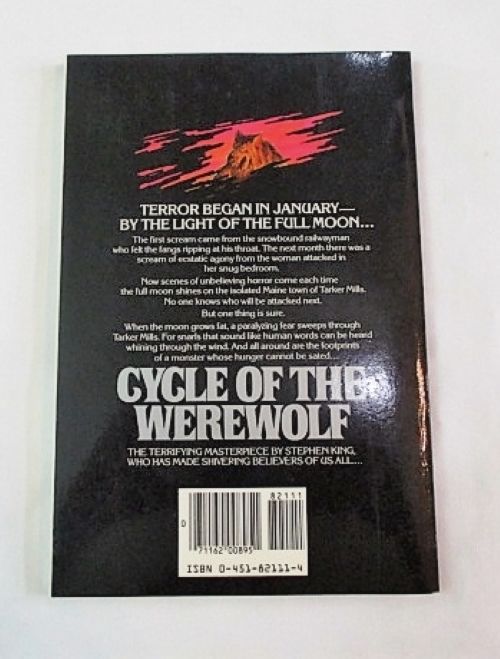 TERROR BEGAN IN JANUARY—
BY THE LIGHT OF THE FULL MOON...
The first scream came from the snowbound railwayman
who felt the fangs ripping at his throat. The next month there was a
scream of ecstatic agony from the woman attacked in
her snug bedroom.
Now scenes of unbelieving horror come each time
the full moon shines on the isolated Maine town of Tarker Mills.
No one knows who will be attacked next.
But one thing is sure.
When the moon grows fat, a paralyzing fear sweeps through
Tarker Mills. For snarls that sound like human words can be heard
whining through the wind. And all around are the footprints
of a monster whose hunger cannot be sated...
CYCLE OF THE
WEREWOLF
THE TERRIFYING MASTERPIECE BY STEPHEN KING,
WHO HAS MADE SHIVERING BELIEVERS OF US ALL....
82111
0
71162 00895
ISBN 0-451-82111-4